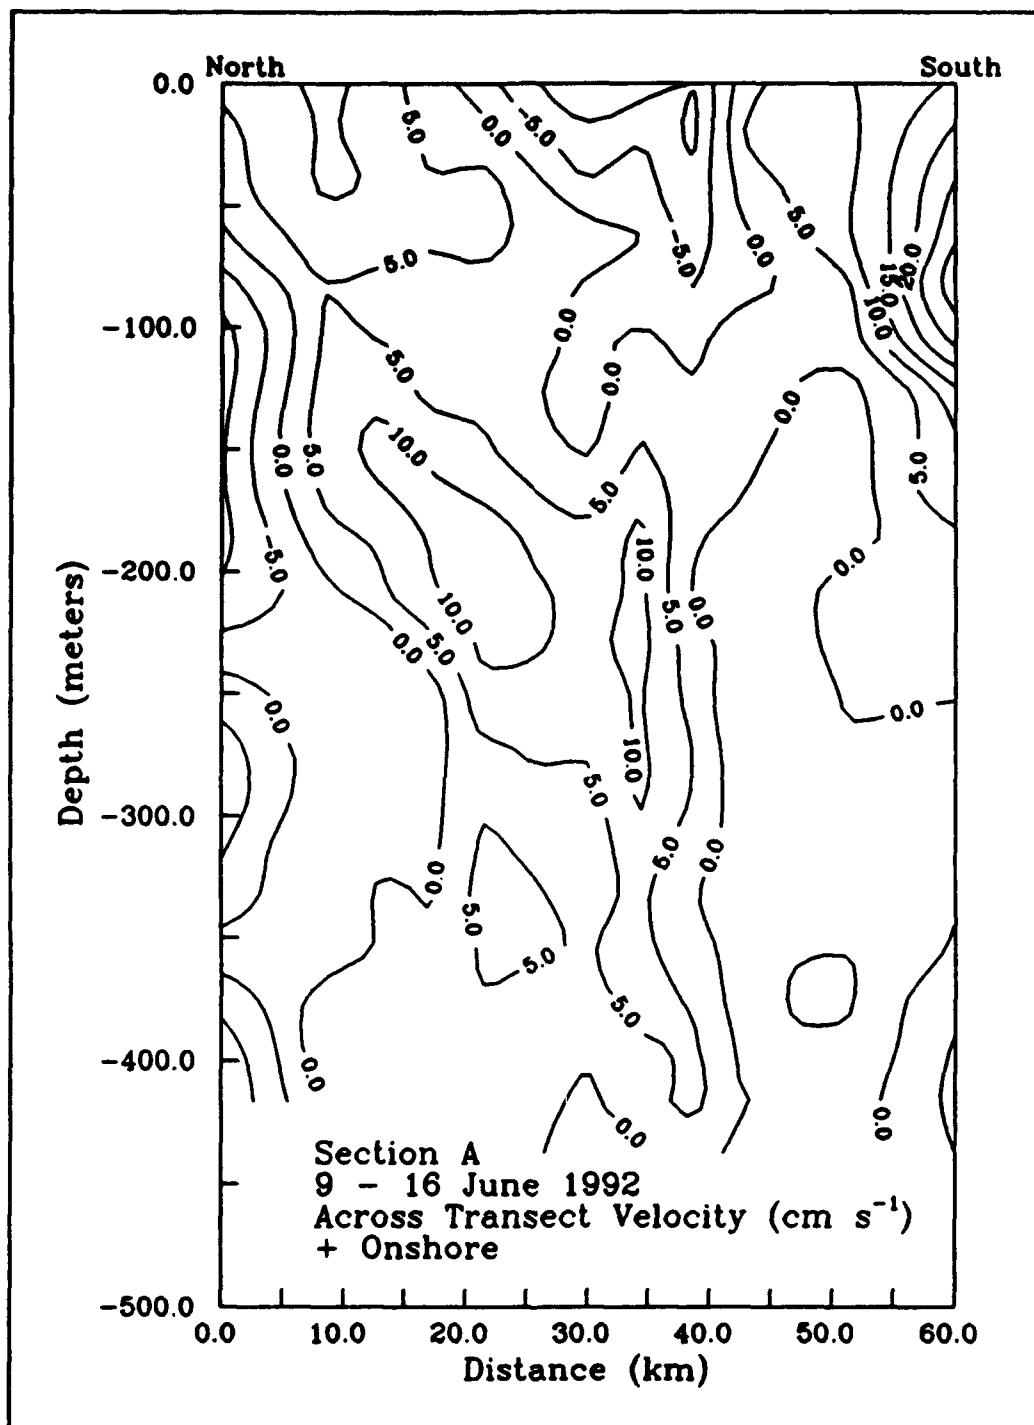 North South
0.0
-100.0
-200.0
-300.0
-400.0
-500.0
Depth (meters)
0.0 10.0 20.0 30.0 40.0 50.0 60.0
Distance (km)
5.0 0.0 -5.0
5.0 -5.0 0.0 5.0 15.0 20.0
10.0
0.0
5.0 0.0 0.0
10.0
0.0 5.0 5.0 5.0
-5.0 10.0 0.0
10.0 5.0 0.0
0.0 5.0
0.0 0.0
10.0
5.0
5.0 0.0
0.0 5.0
5.0
5.0
0.0
0.0 0.0
Section A
9 - 16 June 1992
Across Transect Velocity (cm s⁻¹)
+ Onshore